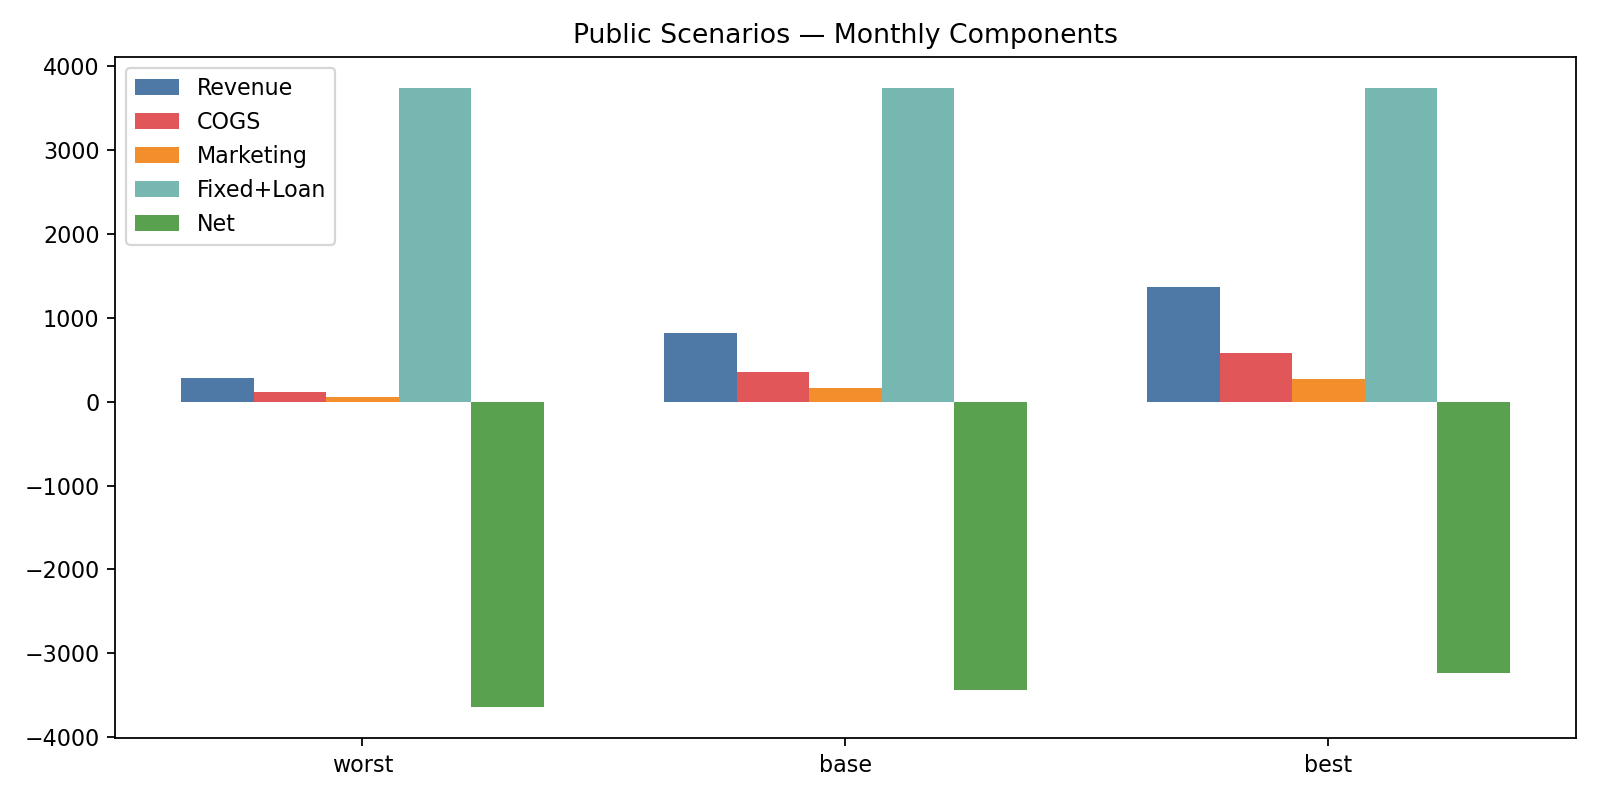 Public Scenarios — Monthly Components
4000
3000
2000
1000
0
−1000
−2000
−3000
−4000
Revenue
COGS
Marketing
Fixed+Loan
Net
worst
base
best